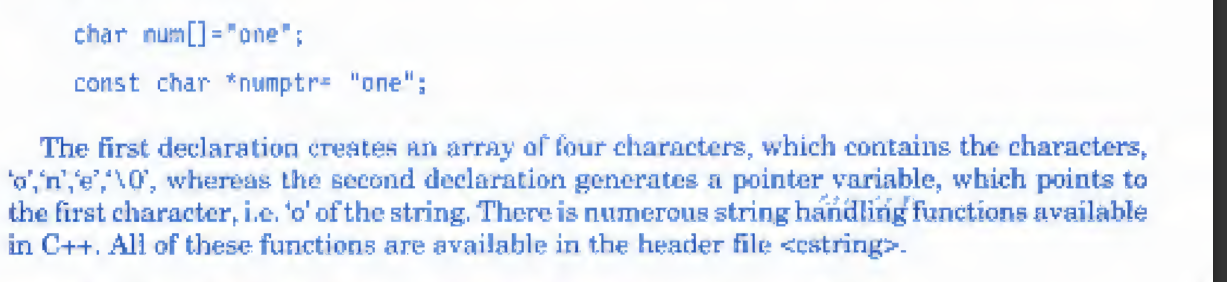 char num[]="one";
const char *numptr= "one";
The first declaration creates an array of four characters, which contains the characters,
'o','n','e','\0', whereas the second declaration generates a pointer variable, which points to
the first character, i.e. 'o' of the string. There is numerous string handling functions available
in C++. All of these functions are available in the header file <cstring>.